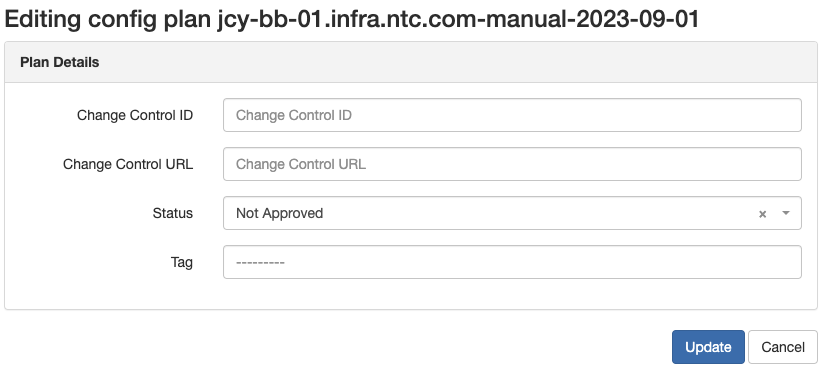 Editing config plan jcy-bb-01.infra.ntc.com-manual-2023-09-01
Plan Details
Change Control ID Change Control ID
Change Control URL Change Control URL
Status Not Approved ×
Tag ---------
Update Cancel